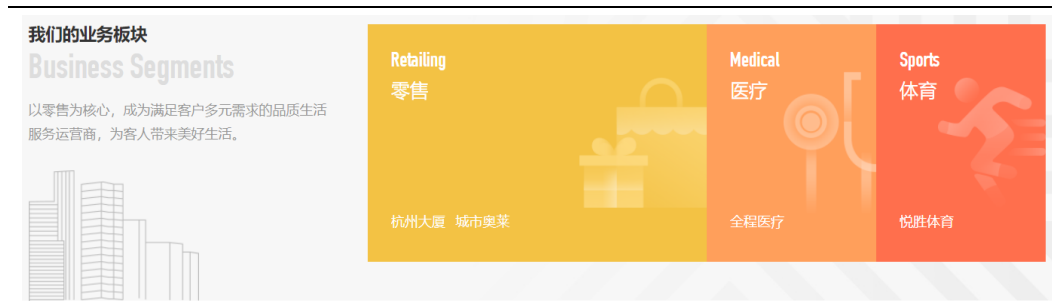 我们的业务板块
Business Segments
以零售为核心，成为满足客户多元需求的品质生活
服务运营商，为客人带来美好生活。
Retailing
零售
杭州大厦 城市奥莱
Medical
医疗
全程医疗
Sports
体育
悦胜体育